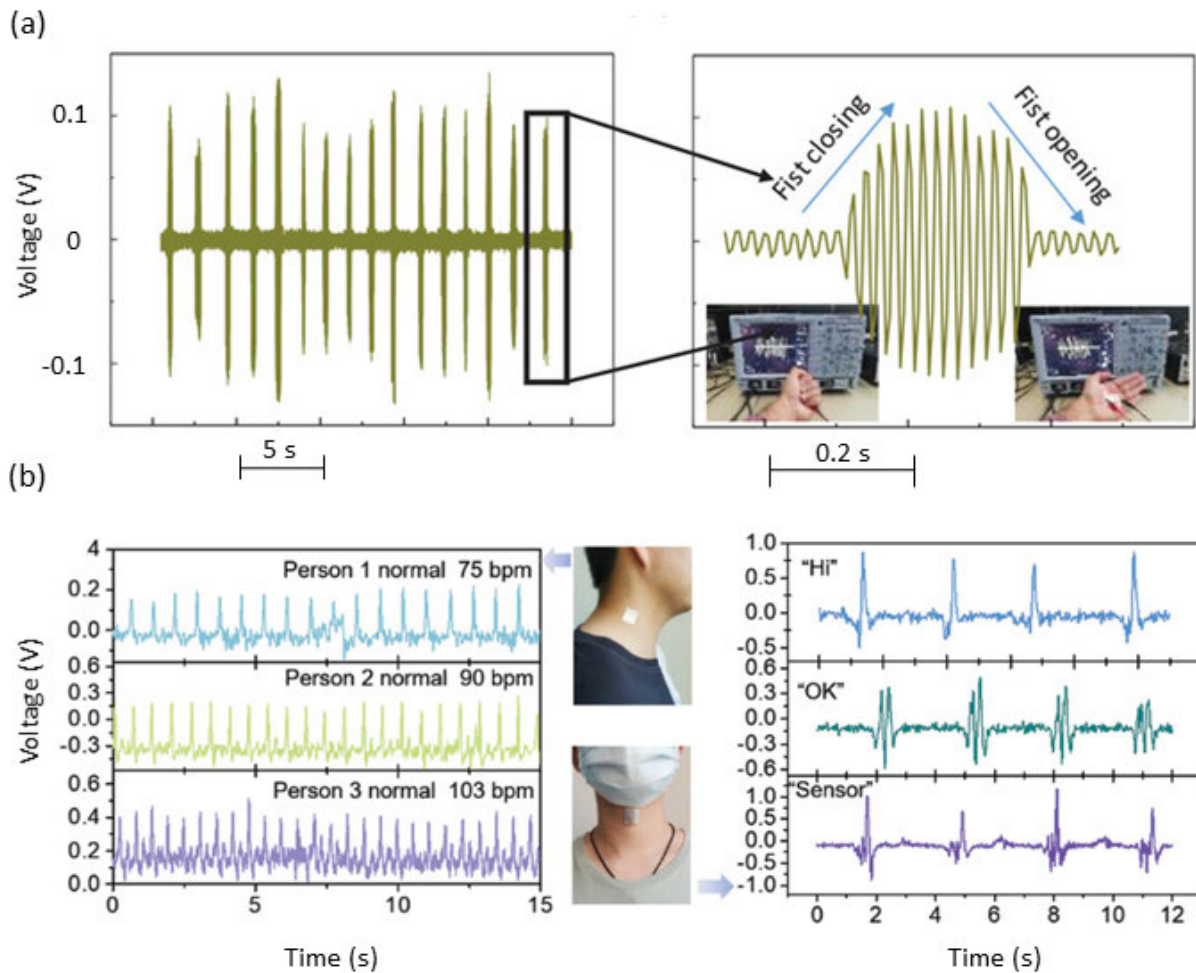 (a)
Voltage (V)
0.1
0
-0.1
5 s
Fist closing
Fist opening
0.2 s
(b)
Voltage (V)
4
0.2
0.0
Person 1 normal 75 bpm
0.6
0.3
0.0
-0.3
Person 2 normal 90 bpm
0.6
0.4
0.2
0.0
Person 3 normal 103 bpm
0 5 10 15
Time (s)
1.0
0.5
0.0
-0.5
"Hi"
0.6
0.3
0.0
-0.3
-0.6
"OK"
1.0
0.5
0.0
-0.5
-1.0
"Sensor"
0 2 4 6 8 10 12
Time (s)